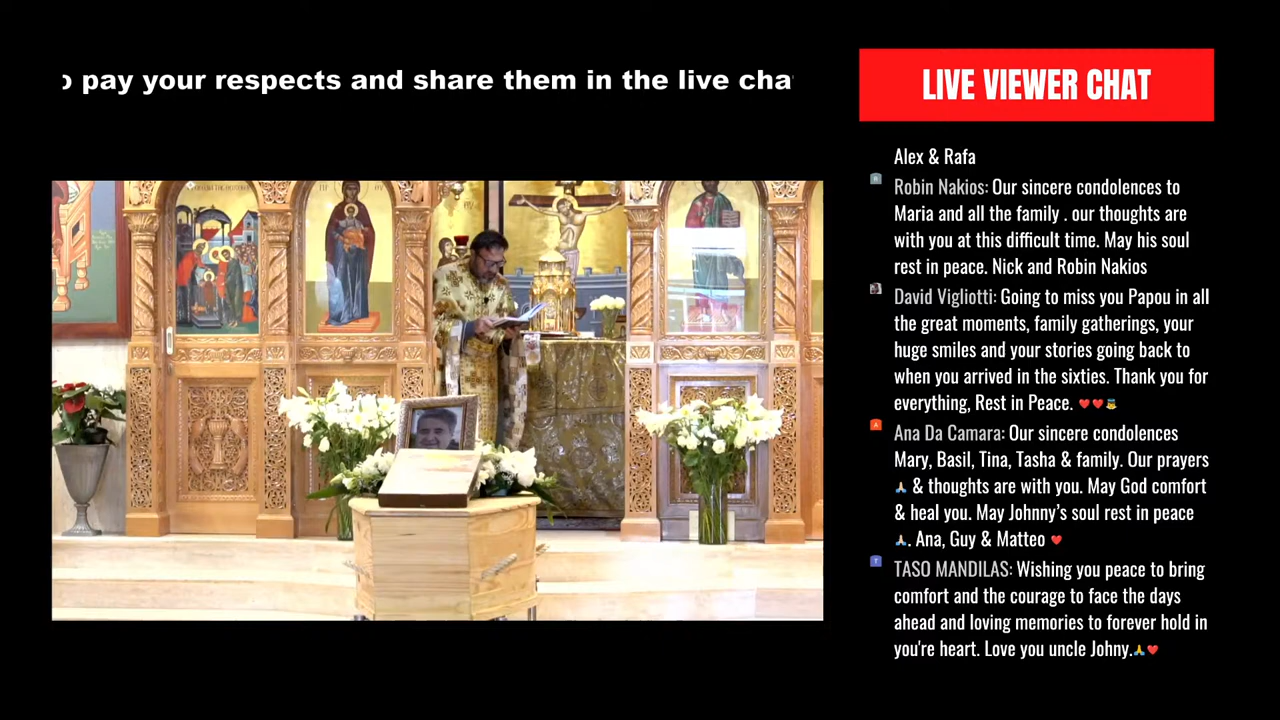 pay your respects and share them in the live
LIVE VIEWER CHAT
Alex & Rafa
Robin Nakios: Our sincere condolences to
Maria and all the family . our thoughts are
with you at this difficult time. May his soul
rest in peace. Nick and Robin Nakios
David Vigliotti: Going to miss you Papou in all
the great moments, family gatherings, your
huge smiles and your stories going back to
when you arrived in the sixties. Thank you for
everything, Rest in Peace. ❤️❤️👼
Ana Da Camara: Our sincere condolences
Mary, Basil, Tina, Tasha & family. Our prayers
🙏 & thoughts are with you. May God comfort
& heal you. May Johnny’s soul rest in peace
🙏. Ana, Guy & Matteo ❤️
TASO MANDILAS: Wishing you peace to bring
comfort and the courage to face the days
ahead and loving memories to forever hold in
you're heart. Love you uncle Johny.🙏❤️